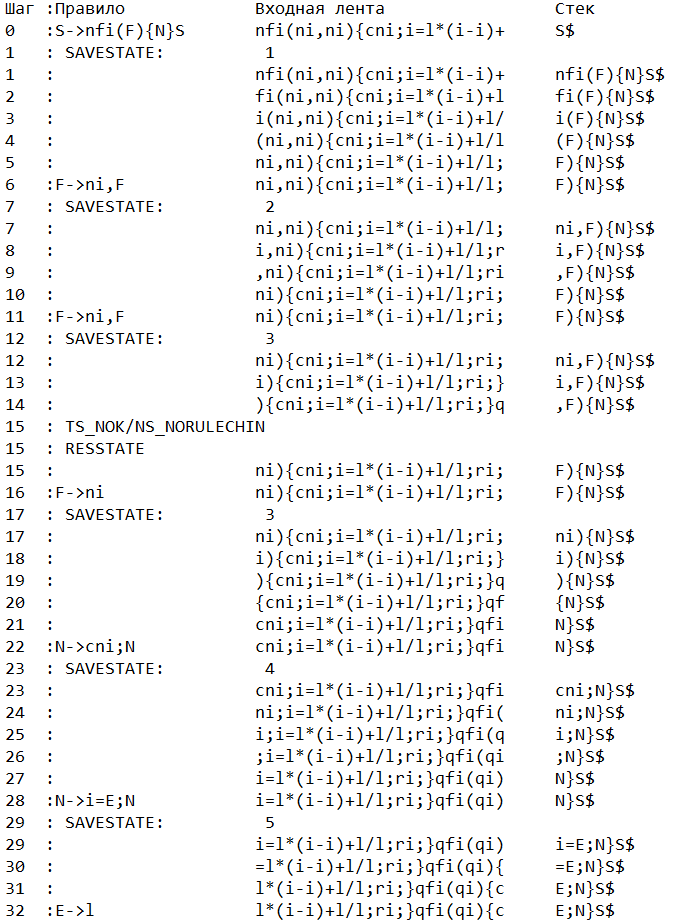 Шаг :Правило Входная лента Стек
0 :S->nfi(F){N}S nfi(ni,ni){cni;i=l*(i-i)+ S$
1 : SAVESTATE: 1
1 : nfi(ni,ni){cni;i=l*(i-i)+ nfi(F){N}S$
2 : fi(ni,ni){cni;i=l*(i-i)+l fi(F){N}S$
3 : i(ni,ni){cni;i=l*(i-i)+l/ i(F){N}S$
4 : (ni,ni){cni;i=l*(i-i)+l/l (F){N}S$
5 : ni,ni){cni;i=l*(i-i)+l/l; F){N}S$
6 :F->ni,F ni,ni){cni;i=l*(i-i)+l/l; F){N}S$
7 : SAVESTATE: 2
7 : ni,ni){cni;i=l*(i-i)+l/l; ni,F){N}S$
8 : i,ni){cni;i=l*(i-i)+l/l;r i,F){N}S$
9 : ,ni){cni;i=l*(i-i)+l/l;ri ,F){N}S$
10 : ni){cni;i=l*(i-i)+l/l;ri; F){N}S$
11 :F->ni,F ni){cni;i=l*(i-i)+l/l;ri; F){N}S$
12 : SAVESTATE: 3
12 : ni){cni;i=l*(i-i)+l/l;ri; ni,F){N}S$
13 : i){cni;i=l*(i-i)+l/l;ri;} i,F){N}S$
14 : ){cni;i=l*(i-i)+l/l;ri;}q ,F){N}S$
15 : TS_NOK/NS_NORULECHIN
15 : RESSTATE
15 : ni){cni;i=l*(i-i)+l/l;ri; F){N}S$
16 :F->ni ni){cni;i=l*(i-i)+l/l;ri; F){N}S$
17 : SAVESTATE: 3
17 : ni){cni;i=l*(i-i)+l/l;ri; ni){N}S$
18 : i){cni;i=l*(i-i)+l/l;ri;} i){N}S$
19 : ){cni;i=l*(i-i)+l/l;ri;}q ){N}S$
20 : {cni;i=l*(i-i)+l/l;ri;}qf {N}S$
21 : cni;i=l*(i-i)+l/l;ri;}qfi N}S$
22 :N->cni;N cni;i=l*(i-i)+l/l;ri;}qfi N}S$
23 : SAVESTATE: 4
23 : cni;i=l*(i-i)+l/l;ri;}qfi cni;N}S$
24 : ni;i=l*(i-i)+l/l;ri;}qfi( ni;N}S$
25 : i;i=l*(i-i)+l/l;ri;}qfi(q i;N}S$
26 : ;i=l*(i-i)+l/l;ri;}qfi(qi ;N}S$
27 : i=l*(i-i)+l/l;ri;}qfi(qi) N}S$
28 :N->i=E;N i=l*(i-i)+l/l;ri;}qfi(qi) N}S$
29 : SAVESTATE: 5
29 : i=l*(i-i)+l/l;ri;}qfi(qi) i=E;N}S$
30 : =l*(i-i)+l/l;ri;}qfi(qi){ =E;N}S$
31 : l*(i-i)+l/l;ri;}qfi(qi){c E;N}S$
32 :E->l l*(i-i)+l/l;ri;}qfi(qi){c E;N}S$